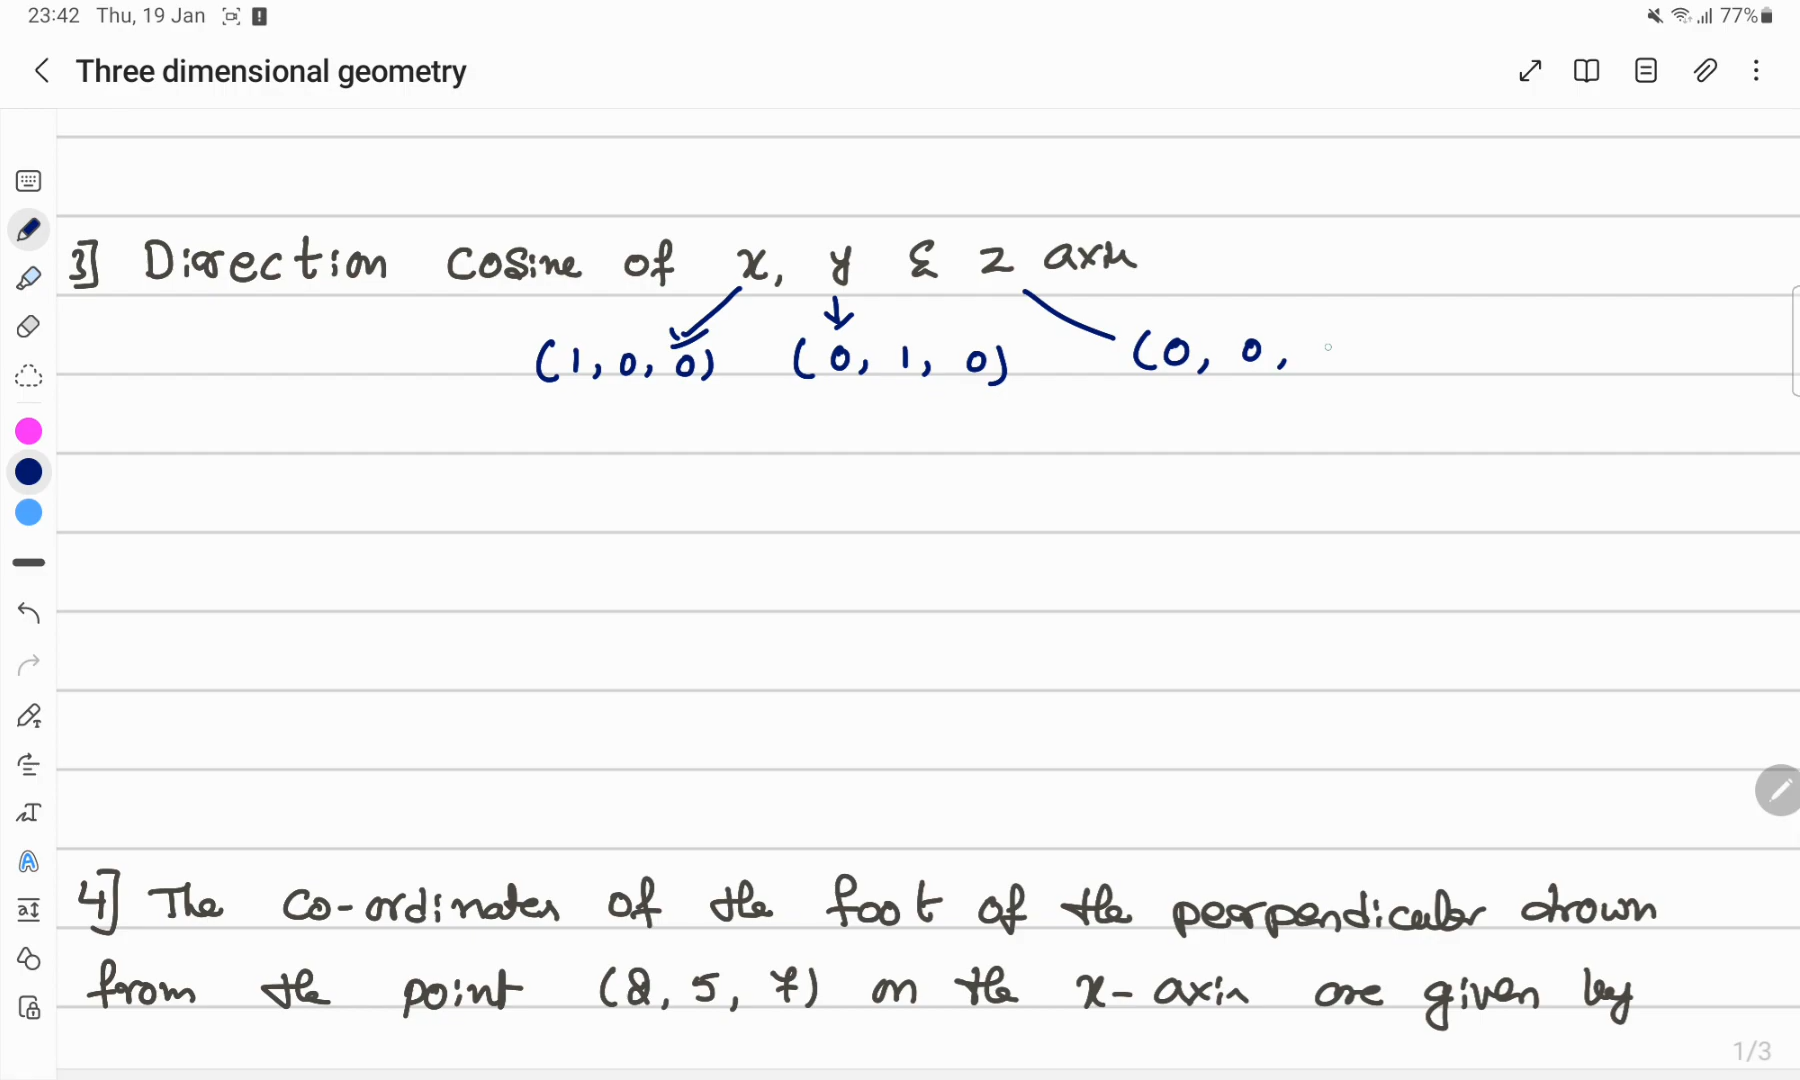 23:42 Thu, 19 Jan
77%
Three dimensional geometry
3] Direction cosine of x, y & z axis
(1, 0, 0) (0, 1, 0) (0, 0,
4] The co-ordinates of the foot of the perpendicular drawn
from the point (2, 5, 7) on the x-axis are given by
1/3